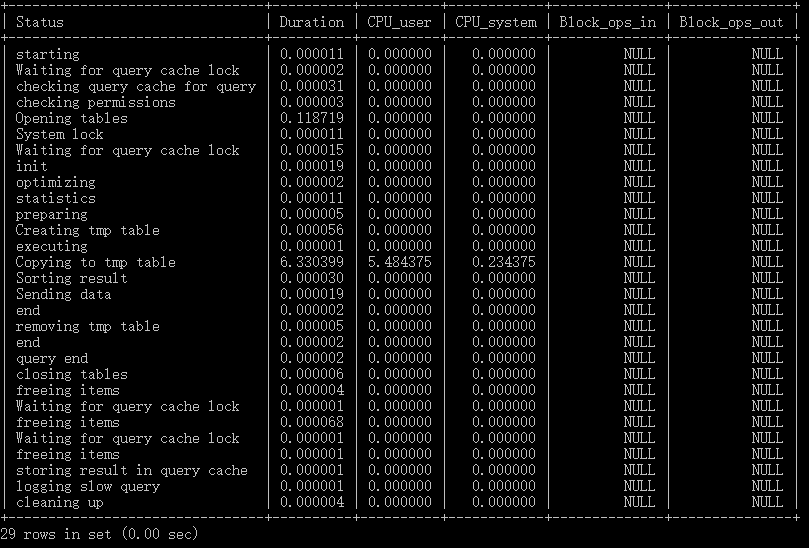 Status | Duration | CPU_user | CPU_system | Block_ops_in | Block_ops_out
starting | 0.000011 | 0.000000 | 0.000000 | NULL | NULL
Waiting for query cache lock | 0.000002 | 0.000000 | 0.000000 | NULL | NULL
checking query cache for query | 0.000031 | 0.000000 | 0.000000 | NULL | NULL
checking permissions | 0.000003 | 0.000000 | 0.000000 | NULL | NULL
Opening tables | 0.118719 | 0.000000 | 0.000000 | NULL | NULL
System lock | 0.000011 | 0.000000 | 0.000000 | NULL | NULL
Waiting for query cache lock | 0.000015 | 0.000000 | 0.000000 | NULL | NULL
init | 0.000019 | 0.000000 | 0.000000 | NULL | NULL
optimizing | 0.000002 | 0.000000 | 0.000000 | NULL | NULL
statistics | 0.000011 | 0.000000 | 0.000000 | NULL | NULL
preparing | 0.000005 | 0.000000 | 0.000000 | NULL | NULL
Creating tmp table | 0.000056 | 0.000000 | 0.000000 | NULL | NULL
executing | 0.000001 | 0.000000 | 0.000000 | NULL | NULL
Copying to tmp table | 6.330399 | 5.484375 | 0.234375 | NULL | NULL
Sorting result | 0.000030 | 0.000000 | 0.000000 | NULL | NULL
Sending data | 0.000019 | 0.000000 | 0.000000 | NULL | NULL
end | 0.000002 | 0.000000 | 0.000000 | NULL | NULL
removing tmp table | 0.000005 | 0.000000 | 0.000000 | NULL | NULL
end | 0.000002 | 0.000000 | 0.000000 | NULL | NULL
query end | 0.000002 | 0.000000 | 0.000000 | NULL | NULL
closing tables | 0.000006 | 0.000000 | 0.000000 | NULL | NULL
freeing items | 0.000004 | 0.000000 | 0.000000 | NULL | NULL
Waiting for query cache lock | 0.000001 | 0.000000 | 0.000000 | NULL | NULL
freeing items | 0.000068 | 0.000000 | 0.000000 | NULL | NULL
Waiting for query cache lock | 0.000001 | 0.000000 | 0.000000 | NULL | NULL
freeing items | 0.000001 | 0.000000 | 0.000000 | NULL | NULL
storing result in query cache | 0.000001 | 0.000000 | 0.000000 | NULL | NULL
logging slow query | 0.000001 | 0.000000 | 0.000000 | NULL | NULL
cleaning up | 0.000004 | 0.000000 | 0.000000 | NULL | NULL
29 rows in set (0.00 sec)